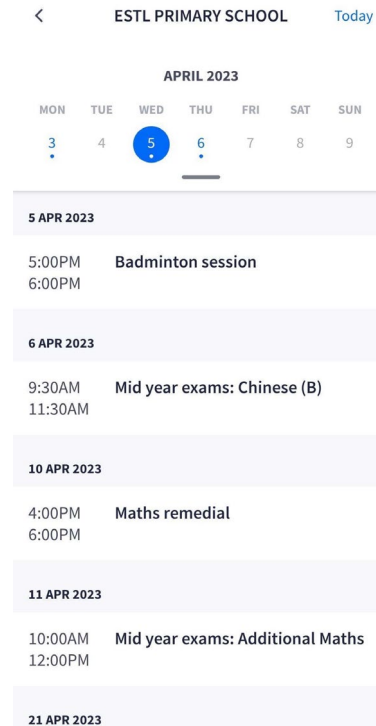 ESTL PRIMARY SCHOOL Today
APRIL 2023
MON TUE WED THU FRI SAT SUN
3 4 5 6 7 8 9
5 APR 2023
5:00PM Badminton session
6:00PM
6 APR 2023
9:30AM Mid year exams: Chinese (B)
11:30AM
10 APR 2023
4:00PM Maths remedial
6:00PM
11 APR 2023
10:00AM Mid year exams: Additional Maths
12:00PM
21 APR 2023